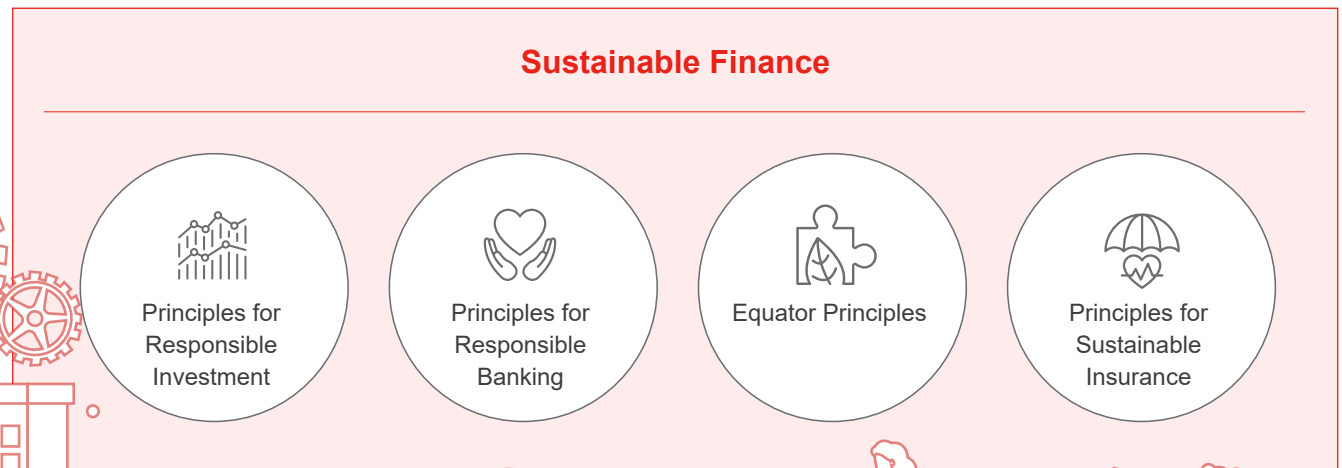 Sustainable Finance
Principles for
Responsible
Investment
Principles for
Responsible
Banking
Equator Principles
Principles for
Sustainable
Insurance